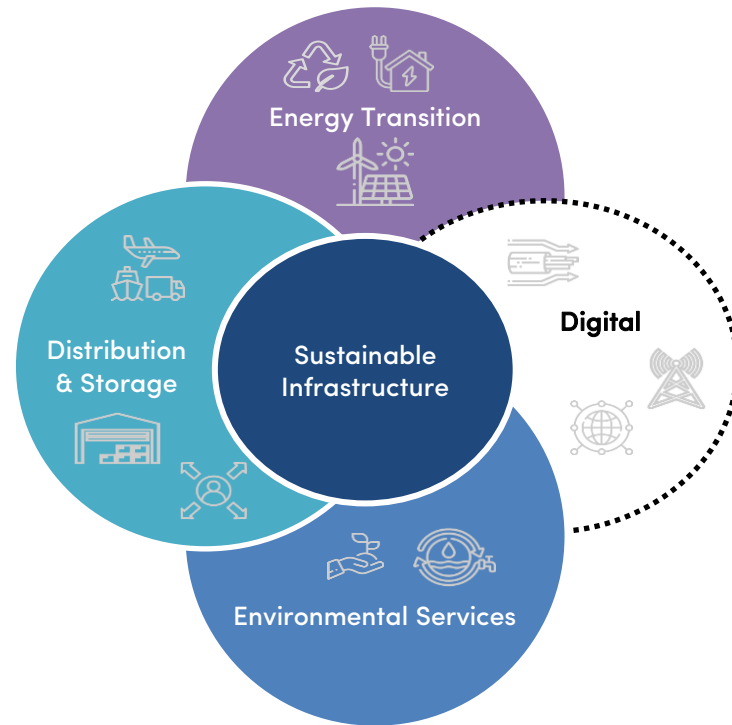 Energy Transition
Digital
Distribution
& Storage
Sustainable
Infrastructure
Environmental Services